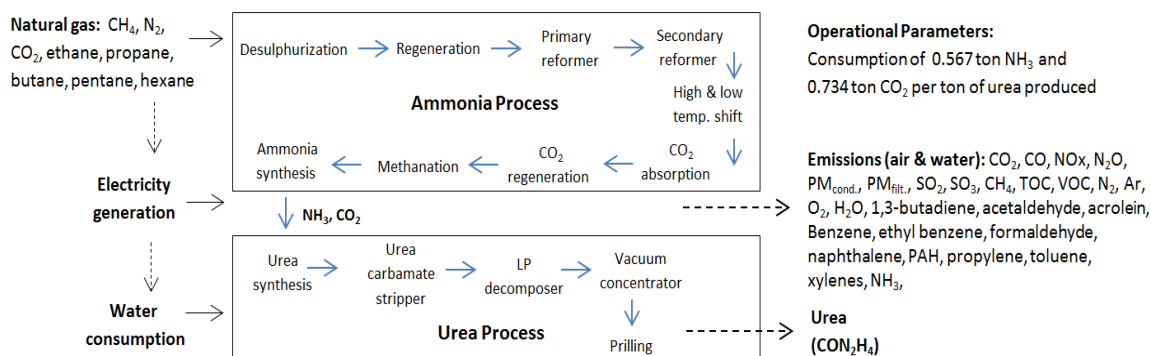 Natural gas: CH4, N2,
CO2, ethane, propane,
butane, pentane, hexane
Electricity
generation
Water
consumption
Desulphurization
Regeneration
Primary
reformer
Secondary
reformer
High & low
temp. shift
Ammonia Process
Ammonia
synthesis
Methanation
CO2
regeneration
CO2
absorption
NH3, CO2
Urea
synthesis
Urea
carbamate
stripper
LP
decomposer
Vacuum
concentrator
Urea Process
Prilling
Operational Parameters:
Consumption of 0.567 ton NH3 and
0.734 ton CO2 per ton of urea produced
Emissions (air & water): CO2, CO, NOx, N2O,
PMcond., PMfilt., SO2, SO3, CH4, TOC, VOC, N2, Ar,
O2, H2O, 1,3-butadiene, acetaldehyde, acrolein,
Benzene, ethyl benzene, formaldehyde,
naphthalene, PAH, propylene, toluene,
xylenes, NH3,
Urea
(CON2H4)